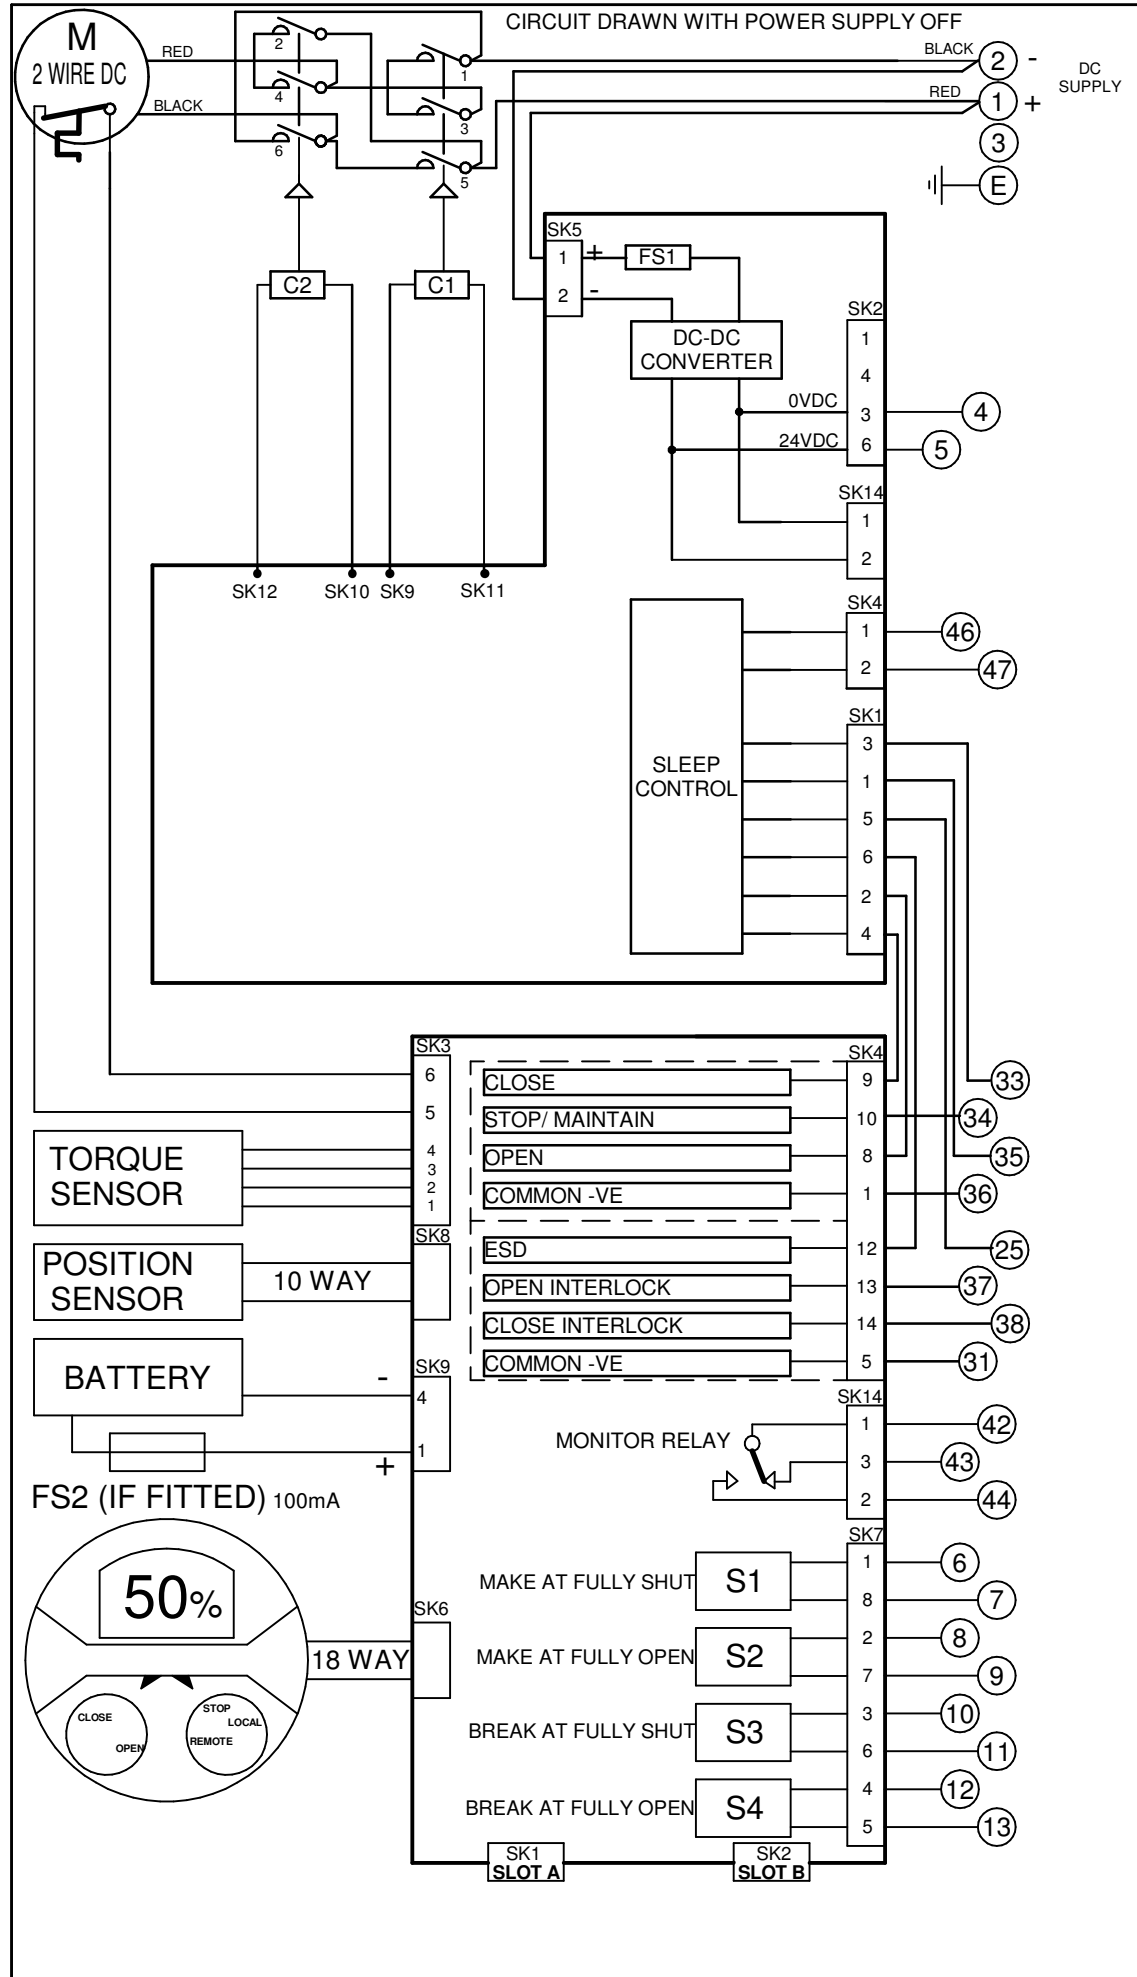 CIRCUIT DRAWN WITH POWER SUPPLY OFF
M
2 WIRE DC
RED
BLACK
2
4
6
1
3
5
BLACK
2 -
RED
1 +
DC
SUPPLY
3
E
SK5
1 +
2 -
FS1
C2
C1
DC-DC
CONVERTER
SK2
1
4
0VDC 3 4
24VDC 6 5
SK14
1
2
SK12
SK10
SK9
SK11
SK4
1 46
2 47
SLEEP
CONTROL
SK1
3
1
5
6
2
4
SK3
6
5
4
3
2
1
TORQUE
SENSOR
SK8
POSITION
SENSOR
10 WAY
BATTERY
SK9
- 4
+ 1
FS2 (IF FITTED) 100mA
SK4
CLOSE 9 33
STOP/ MAINTAIN 10 34
OPEN 8 35
COMMON -VE 1 36
ESD 12 25
OPEN INTERLOCK 13 37
CLOSE INTERLOCK 14 38
COMMON -VE 5 31
SK14
MONITOR RELAY
1 42
3 43
2 44
50%
CLOSE
OPEN
STOP
LOCAL
REMOTE
18 WAY
SK6
SK7
MAKE AT FULLY SHUT S1
1 6
8 7
MAKE AT FULLY OPEN S2
2 8
7 9
BREAK AT FULLY SHUT S3
3 10
6 11
BREAK AT FULLY OPEN S4
4 12
5 13
SK1
SLOT A
SK2
SLOT B